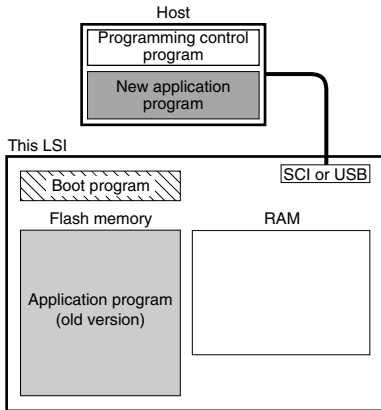 Host
Programming control
program
New application
program
This LSI
SCI or USB
Boot program
Flash memory
RAM
Application program
(old version)